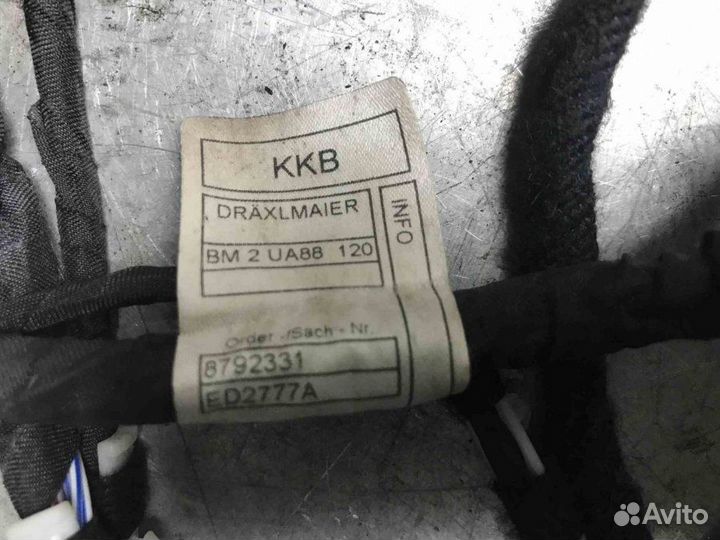 KKB
DRÄXLMAIER
BM 2 UA88 120
INFO
Order -/Sach - Nr.
8792331
ED2777A
Avito